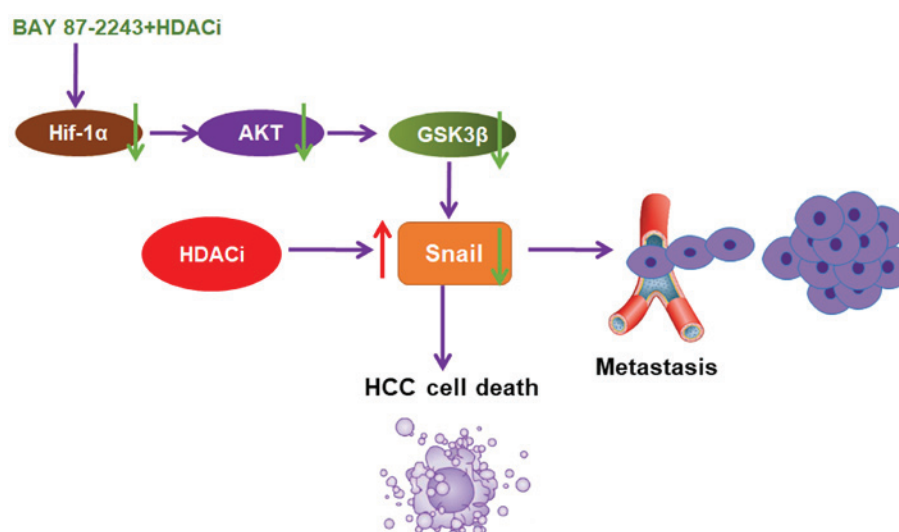 BAY 87-2243+HDACi
Hif-1α
AKT
GSK3β
HDACi
Snail
Metastasis
HCC cell death